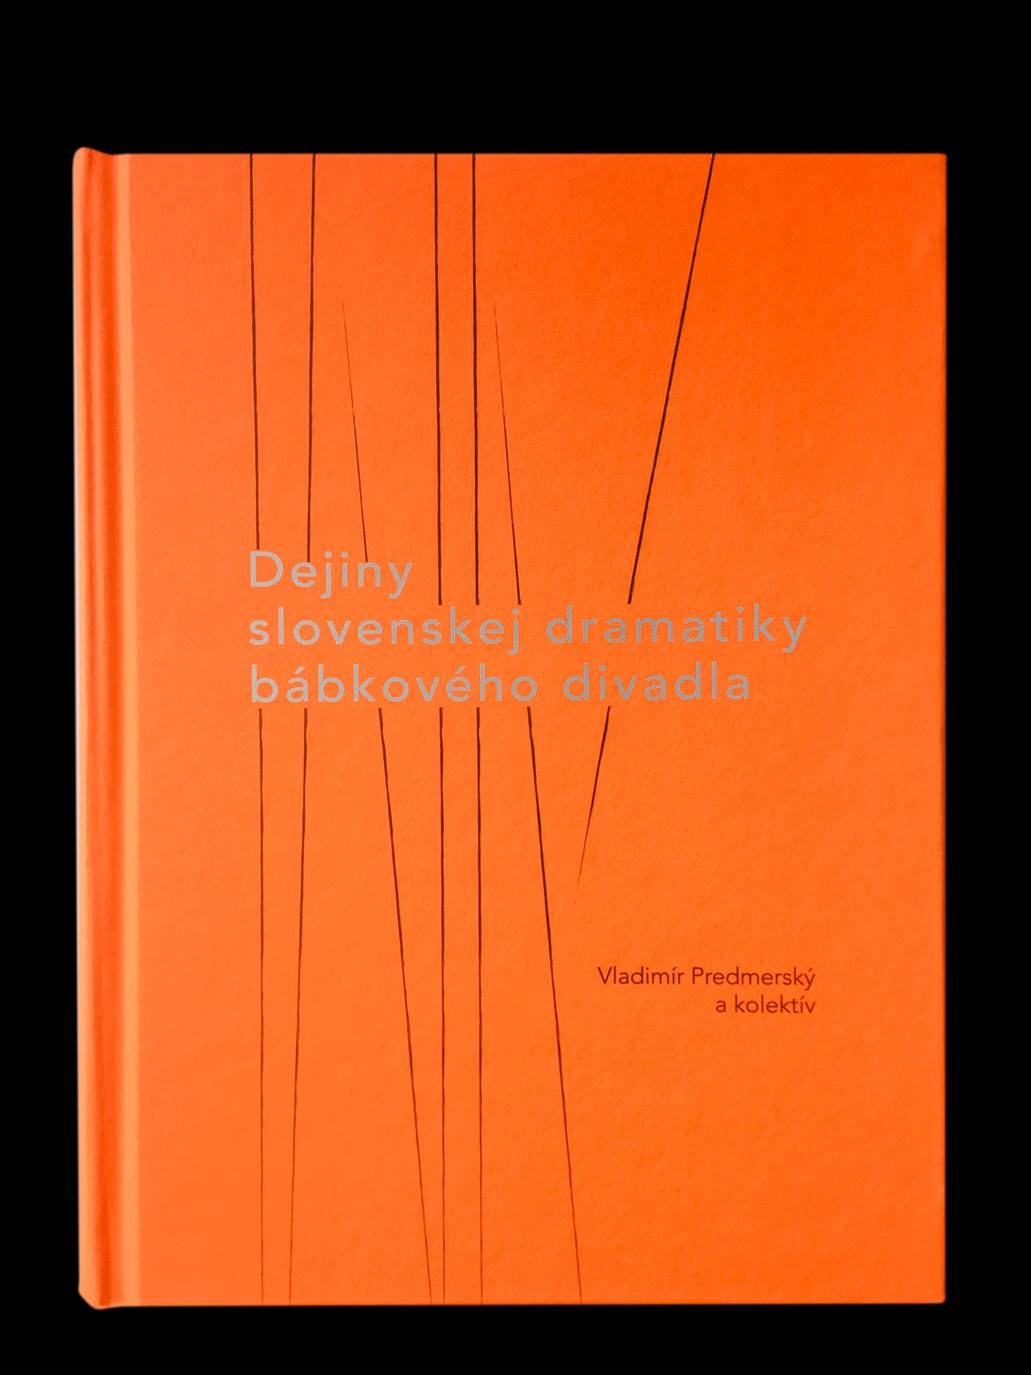 Dejiny
slovenskej dramatiky
bábkového divadla
Vladimír Predmerský
a kolektív